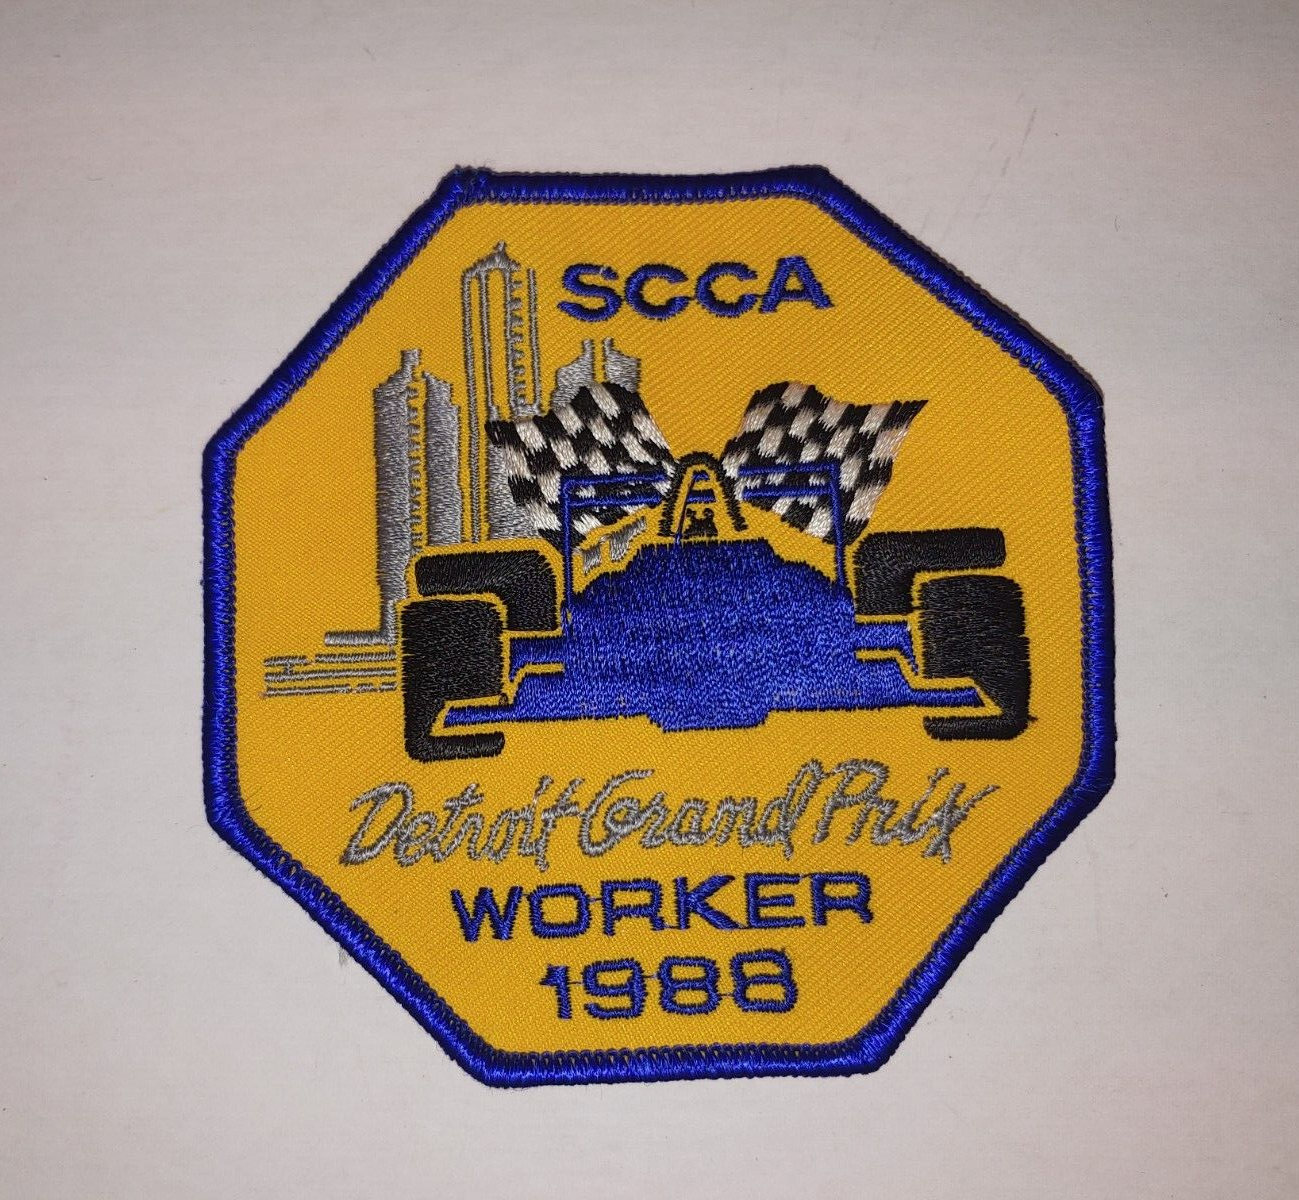 SCCA
Detroit Grand Prix
WORKER
1988